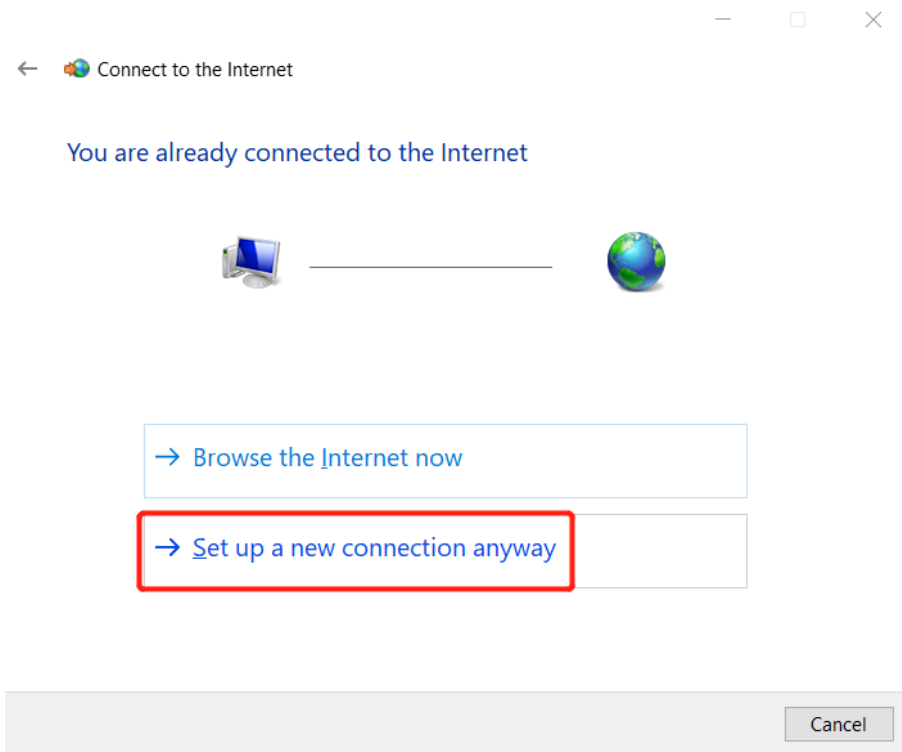 Connect to the Internet
You are already connected to the Internet
Browse the Internet now
Set up a new connection anyway
Cancel